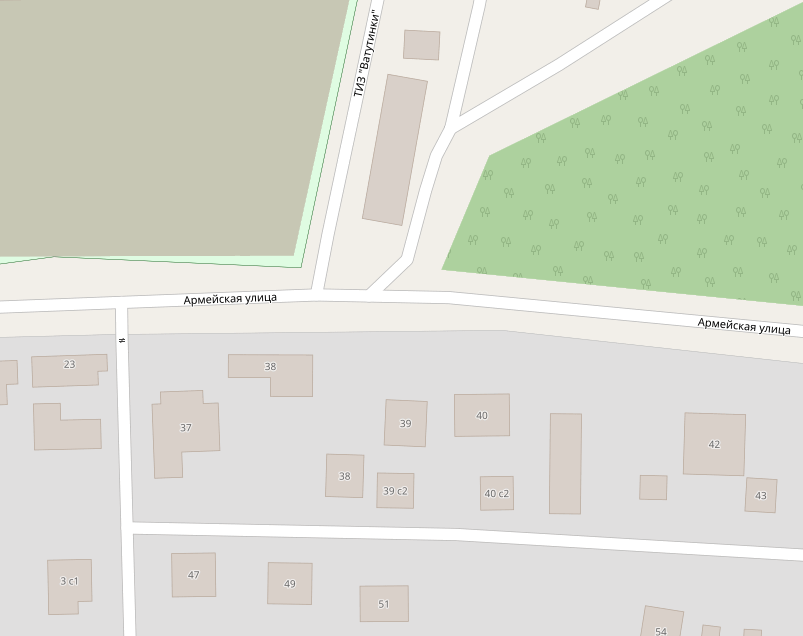 ТИЗ "Ватутинки"
Армейская улица
Армейская улица
я
23
38
37
39
40
42
38
39 с2
40 с2
43
3 с1
47
49
51
54